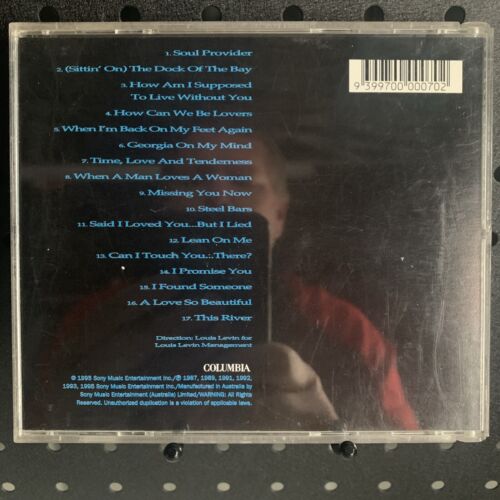 1. Soul Provider
2. (Sittin' On) The Dock Of The Bay
3. How Am I Supposed
To Live Without You
4. How Can We Be Lovers
5. When I'm Back On My Feet Again
6. Georgia On My Mind
7. Time, Love And Tenderness
8. When A Man Loves A Woman
9. Missing You Now
10. Steel Bars
11. Said I Loved You...But I Lied
12. Lean On Me
13. Can I Touch You...There?
14. I Promise You
15. I Found Someone
16. A Love So Beautiful
17. This River
Direction: Louis Levin for
Louis Levin Management
COLUMBIA
© 1995 Sony Music Entertainment Inc./℗ 1987, 1989, 1991, 1992,
1993, 1995 Sony Music Entertainment Inc./Manufactured in Australia by
Sony Music Entertainment (Australia) Limited/WARNING: All Rights
Reserved. Unauthorized duplication is a violation of applicable laws.
9 399700 000702